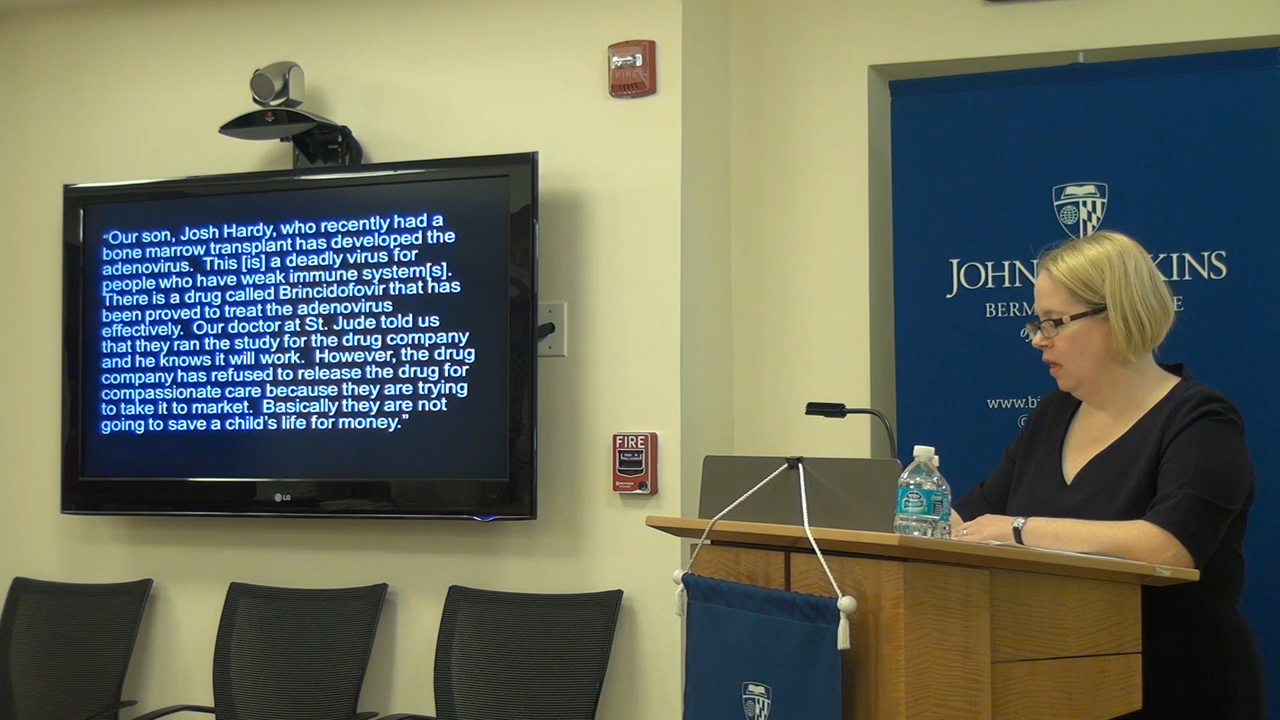 FIRE
"Our son, Josh Hardy, who recently had a
bone marrow transplant has developed the
adenovirus. This [is] a deadly virus for
people who have weak immune system[s].
There is a drug called Brincidofovir that has
been proved to treat the adenovirus
effectively. Our doctor at St. Jude told us
that they ran the study for the drug company
and he knows it will work. However, the drug
company has refused to release the drug for
compassionate care because they are trying
to take it to market. Basically they are not
going to save a child's life for money."
LG
FIRE
JOHN KINS
BERM E
www.bi
@